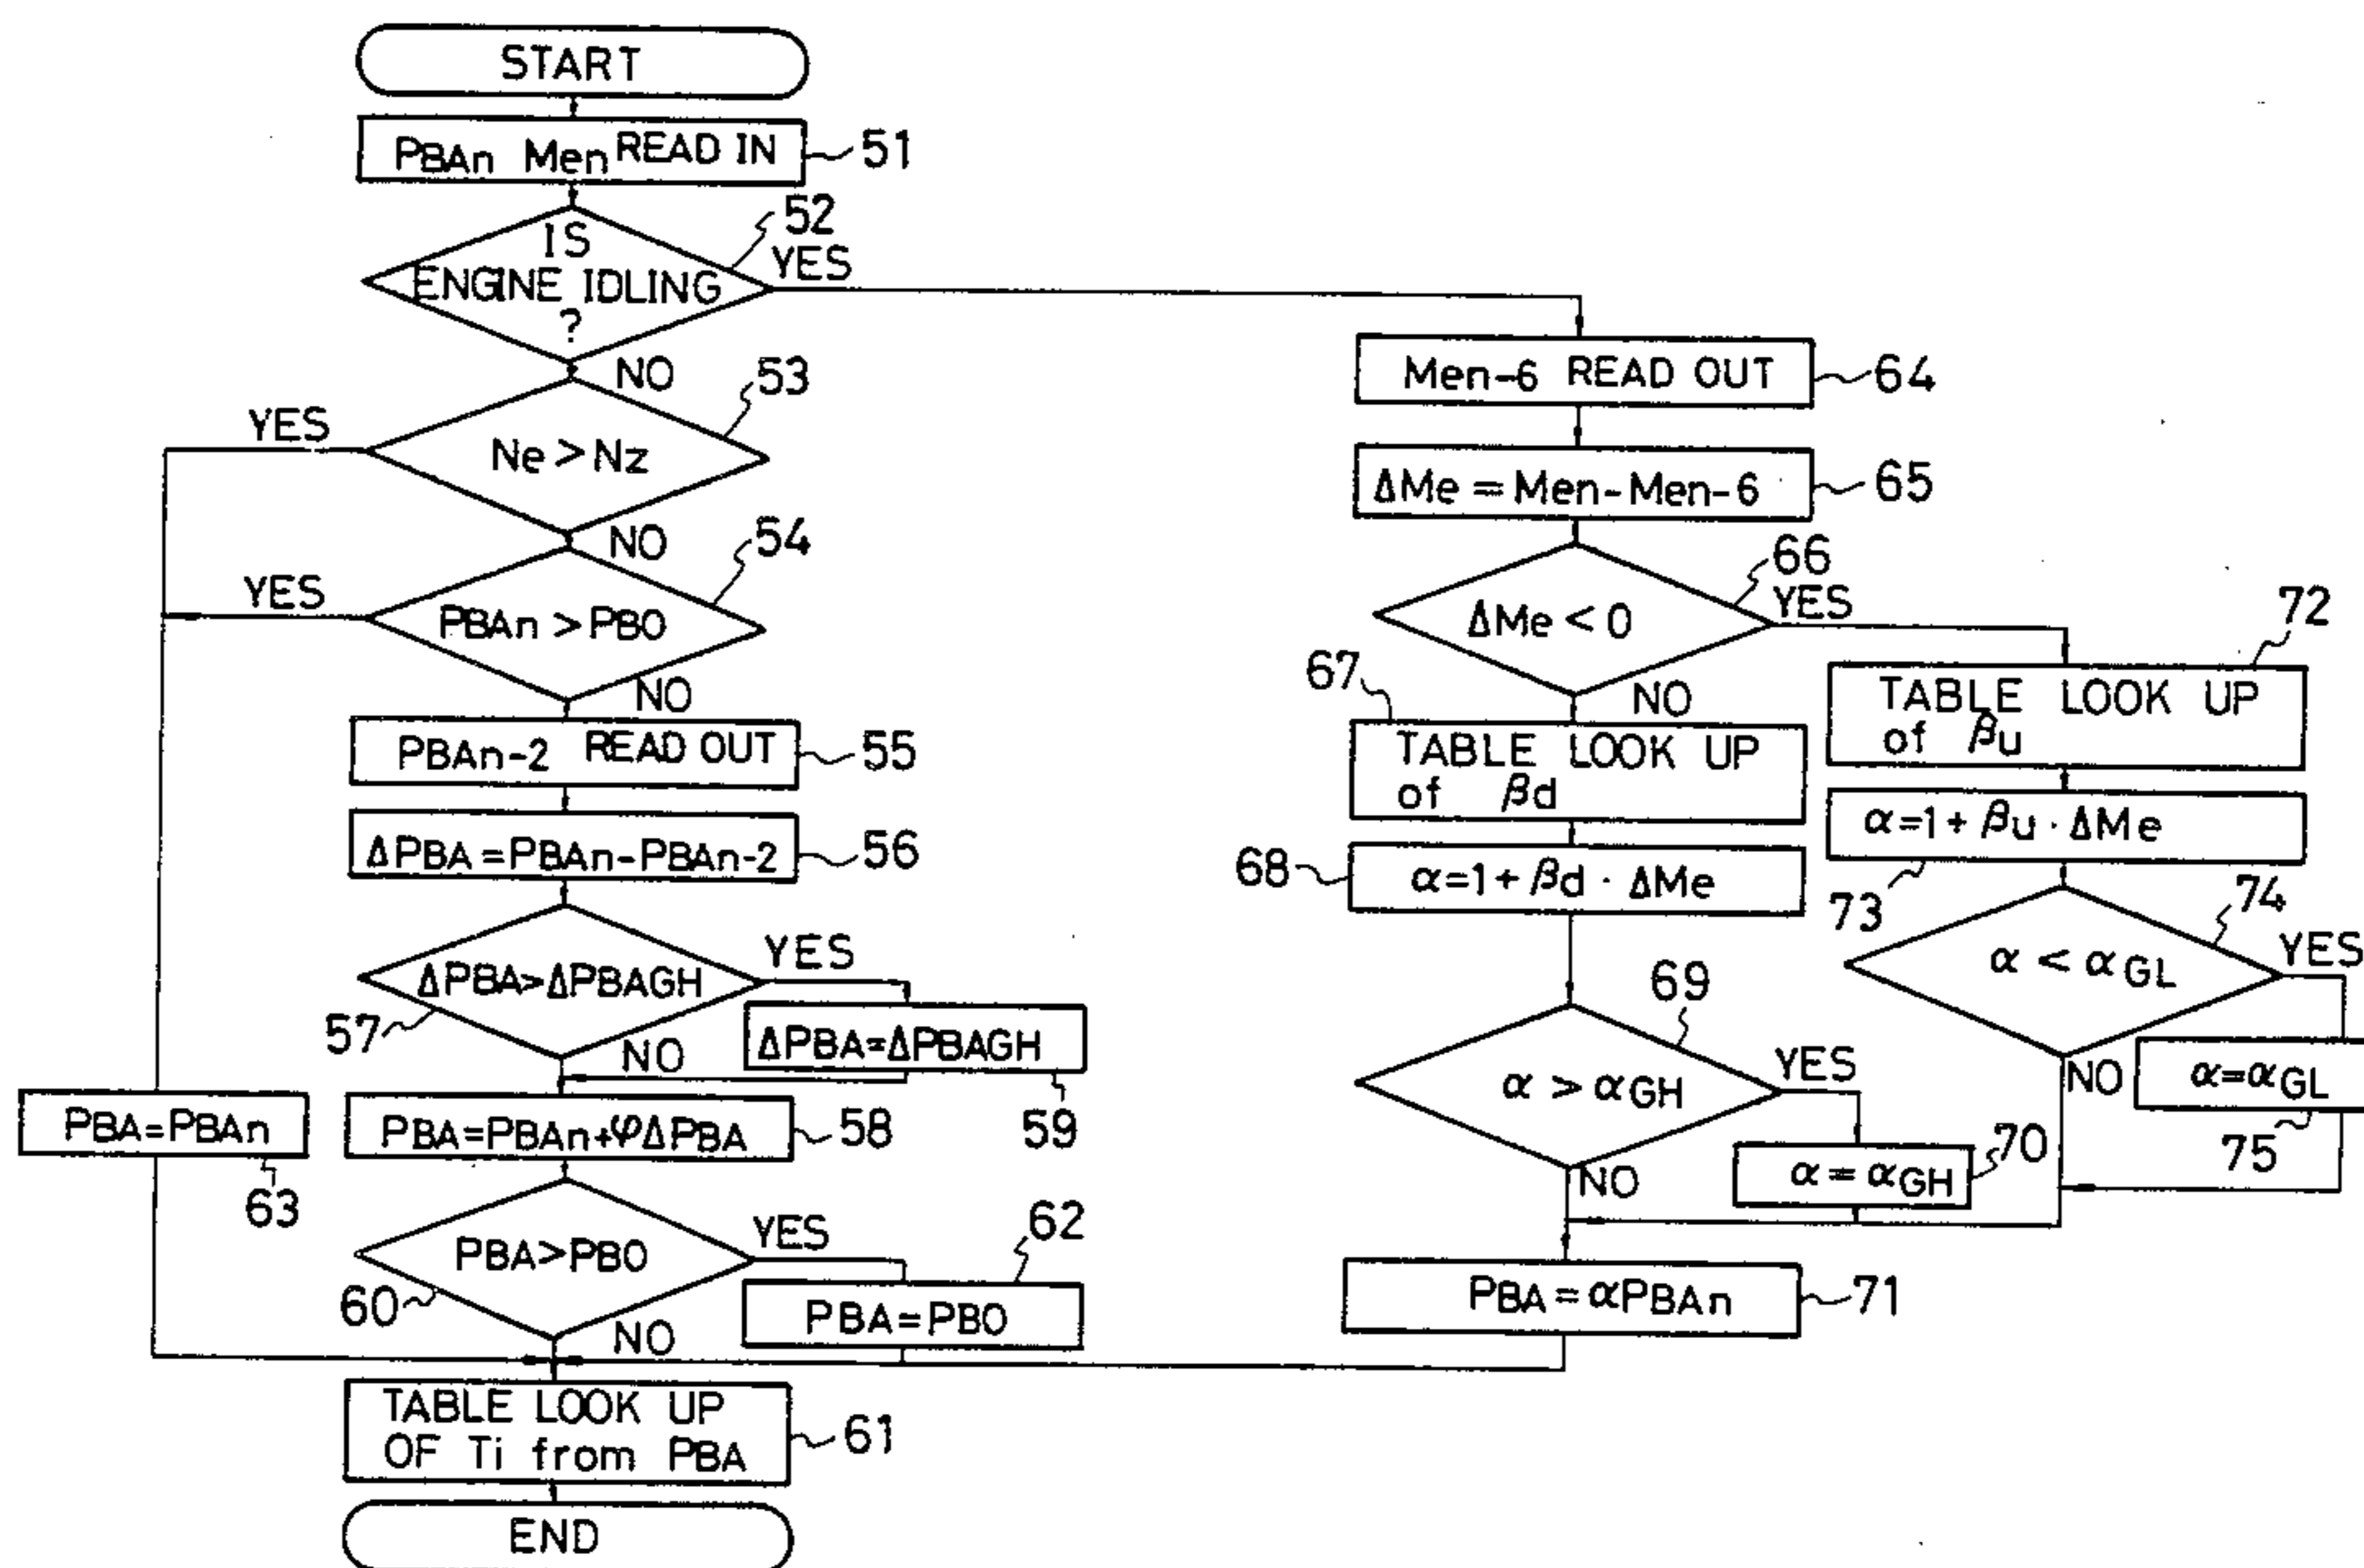 START
PBAn Men READ IN
51
IS
ENGINE IDLING
?
52
YES
NO
53
Ne > Nz
YES
NO
54
PBAn > PBO
YES
NO
PBAn-2 READ OUT
55
ΔPBA = PBAn-PBAn-2
56
ΔPBA>ΔPBAGH
57
YES
NO
ΔPBA=ΔPBAGH
59
PBA=PBAn+φΔPBA
58
PBA=PBAn
63
PBA>PBO
60
YES
NO
PBA=PBO
62
TABLE LOOK UP
OF Ti from PBA
61
END
Men-6 READ OUT
64
ΔMe = Men-Men-6
65
ΔMe < 0
66
YES
NO
67
TABLE LOOK UP
of βd
68
α=1+ βd · ΔMe
69
α > αGH
YES
NO
α = αGH
70
PBA = αPBAn
71
72
TABLE LOOK UP
of βu
α=1+ βu · ΔMe
73
74
α < αGL
YES
NO
α=αGL
75